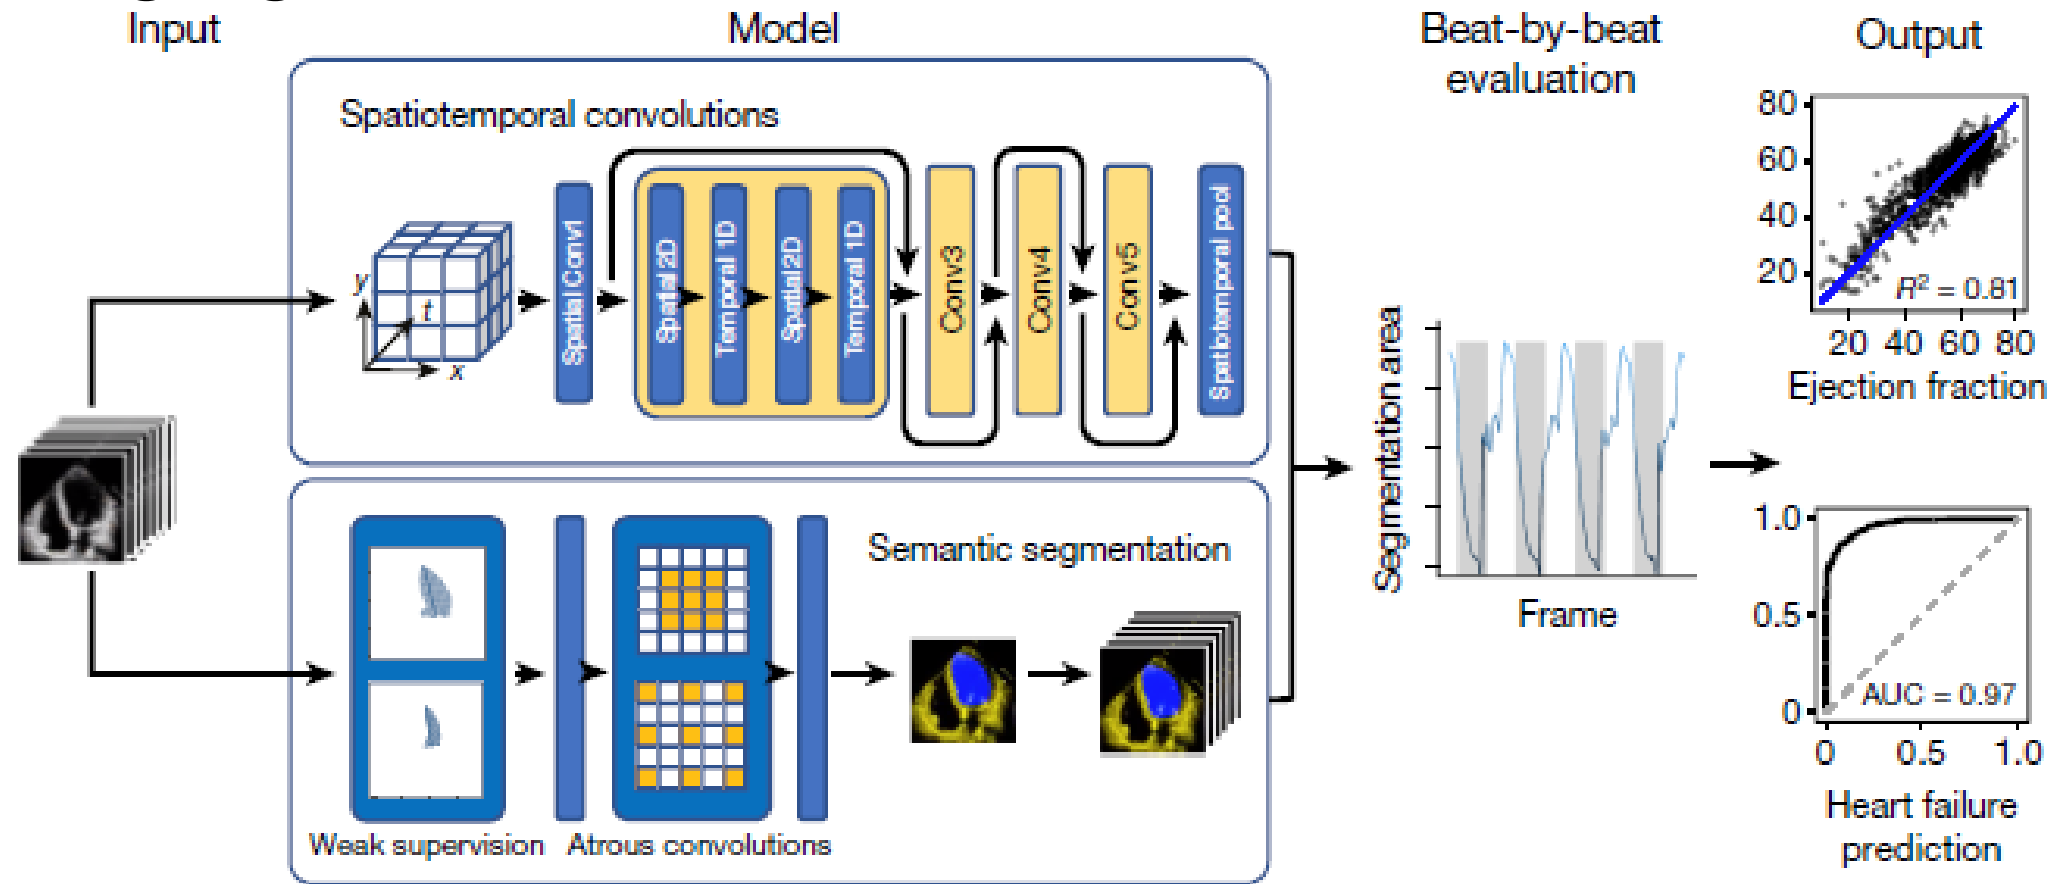 Input
Model
Beat-by-beat
evaluation
Output
Spatiotemporal convolutions
y
t
x
Spatial Conv1
Spatial 2D
Temporal 1D
Spatial 2D
Temporal 1D
Conv3
Conv4
Conv5
Spatiotemporal pool
Weak supervision
Atrous convolutions
Semantic segmentation
Segmentation area
Frame
80
60
40
20
R² = 0.81
20 40 60 80
Ejection fraction
1.0
0.5
0
AUC = 0.97
0 0.5 1.0
Heart failure
prediction